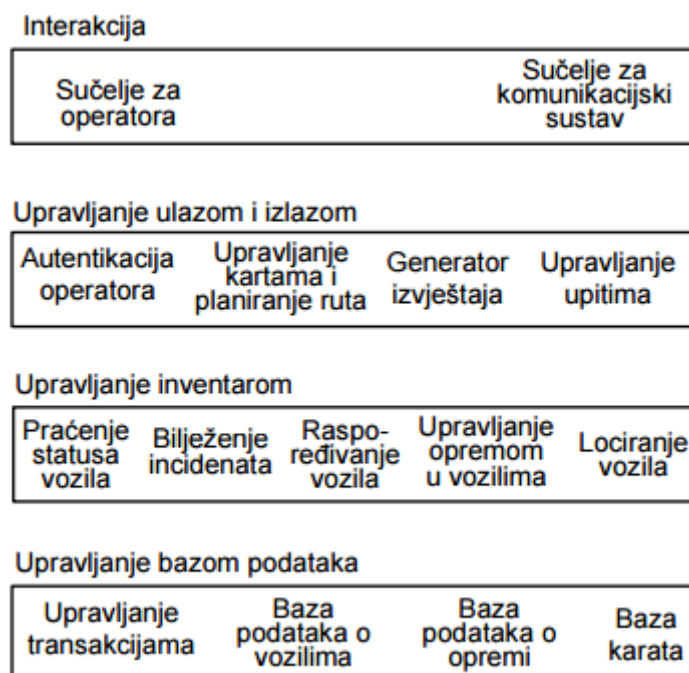 Interakcija
Sučelje za
operatora
Sučelje za
komunikacijski
sustav
Upravljanje ulazom i izlazom
Autentikacija
operatora
Upravljanje
kartama i
planiranje ruta
Generator
izvještaja
Upravljanje
upitima
Upravljanje inventarom
Praćenje
statusa
vozila
Bilježenje
incidenata
Raspo-
ređivanje
vozila
Upravljanje
opremom
u vozilima
Lociranje
vozila
Upravljanje bazom podataka
Upravljanje
transakcijama
Baza
podataka o
vozilima
Baza
podataka o
opremi
Baza
karata